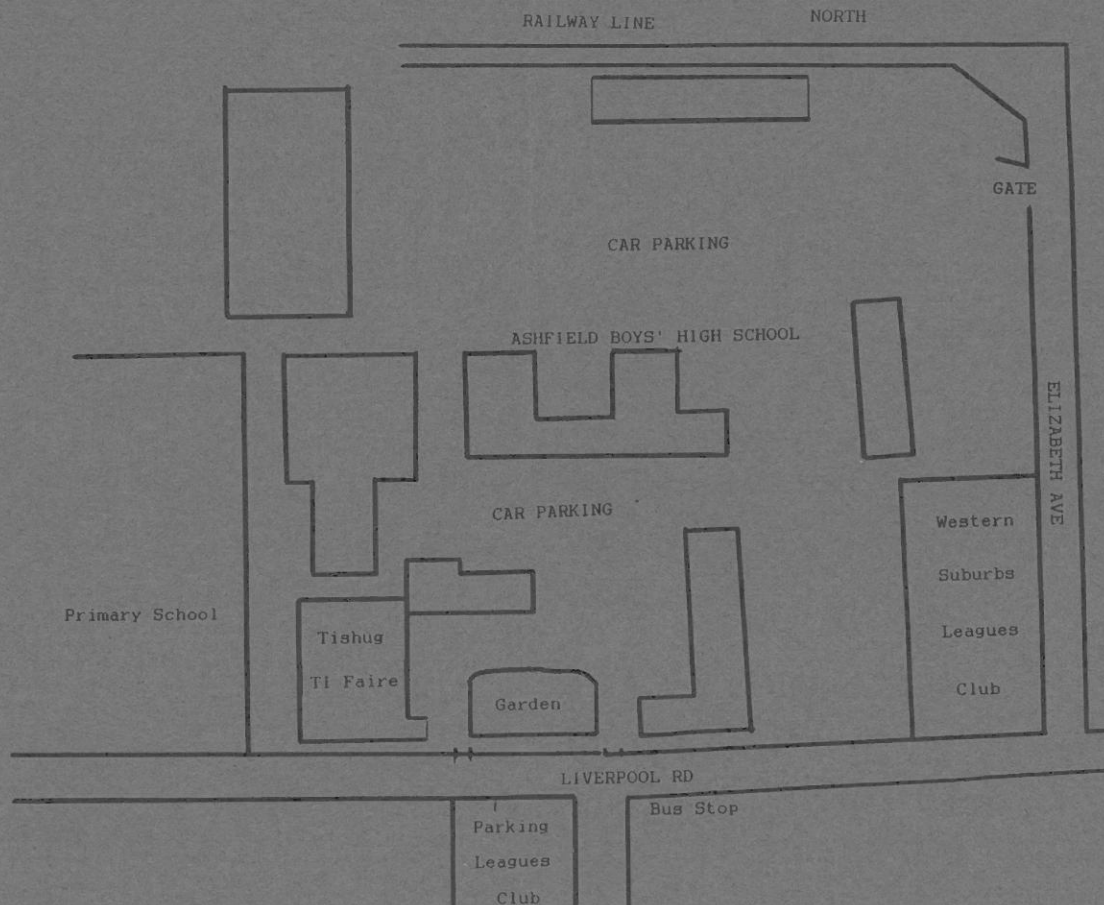 RAILWAY LINE
NORTH
GATE
CAR PARKING
ASHFIELD BOYS' HIGH SCHOOL
ELIZABETH AVE
CAR PARKING
Western
Suburbs
Leagues
Club
Primary School
Tishug
TI Faire
Garden
LIVERPOOL RD
Bus Stop
Parking
Leagues
Club